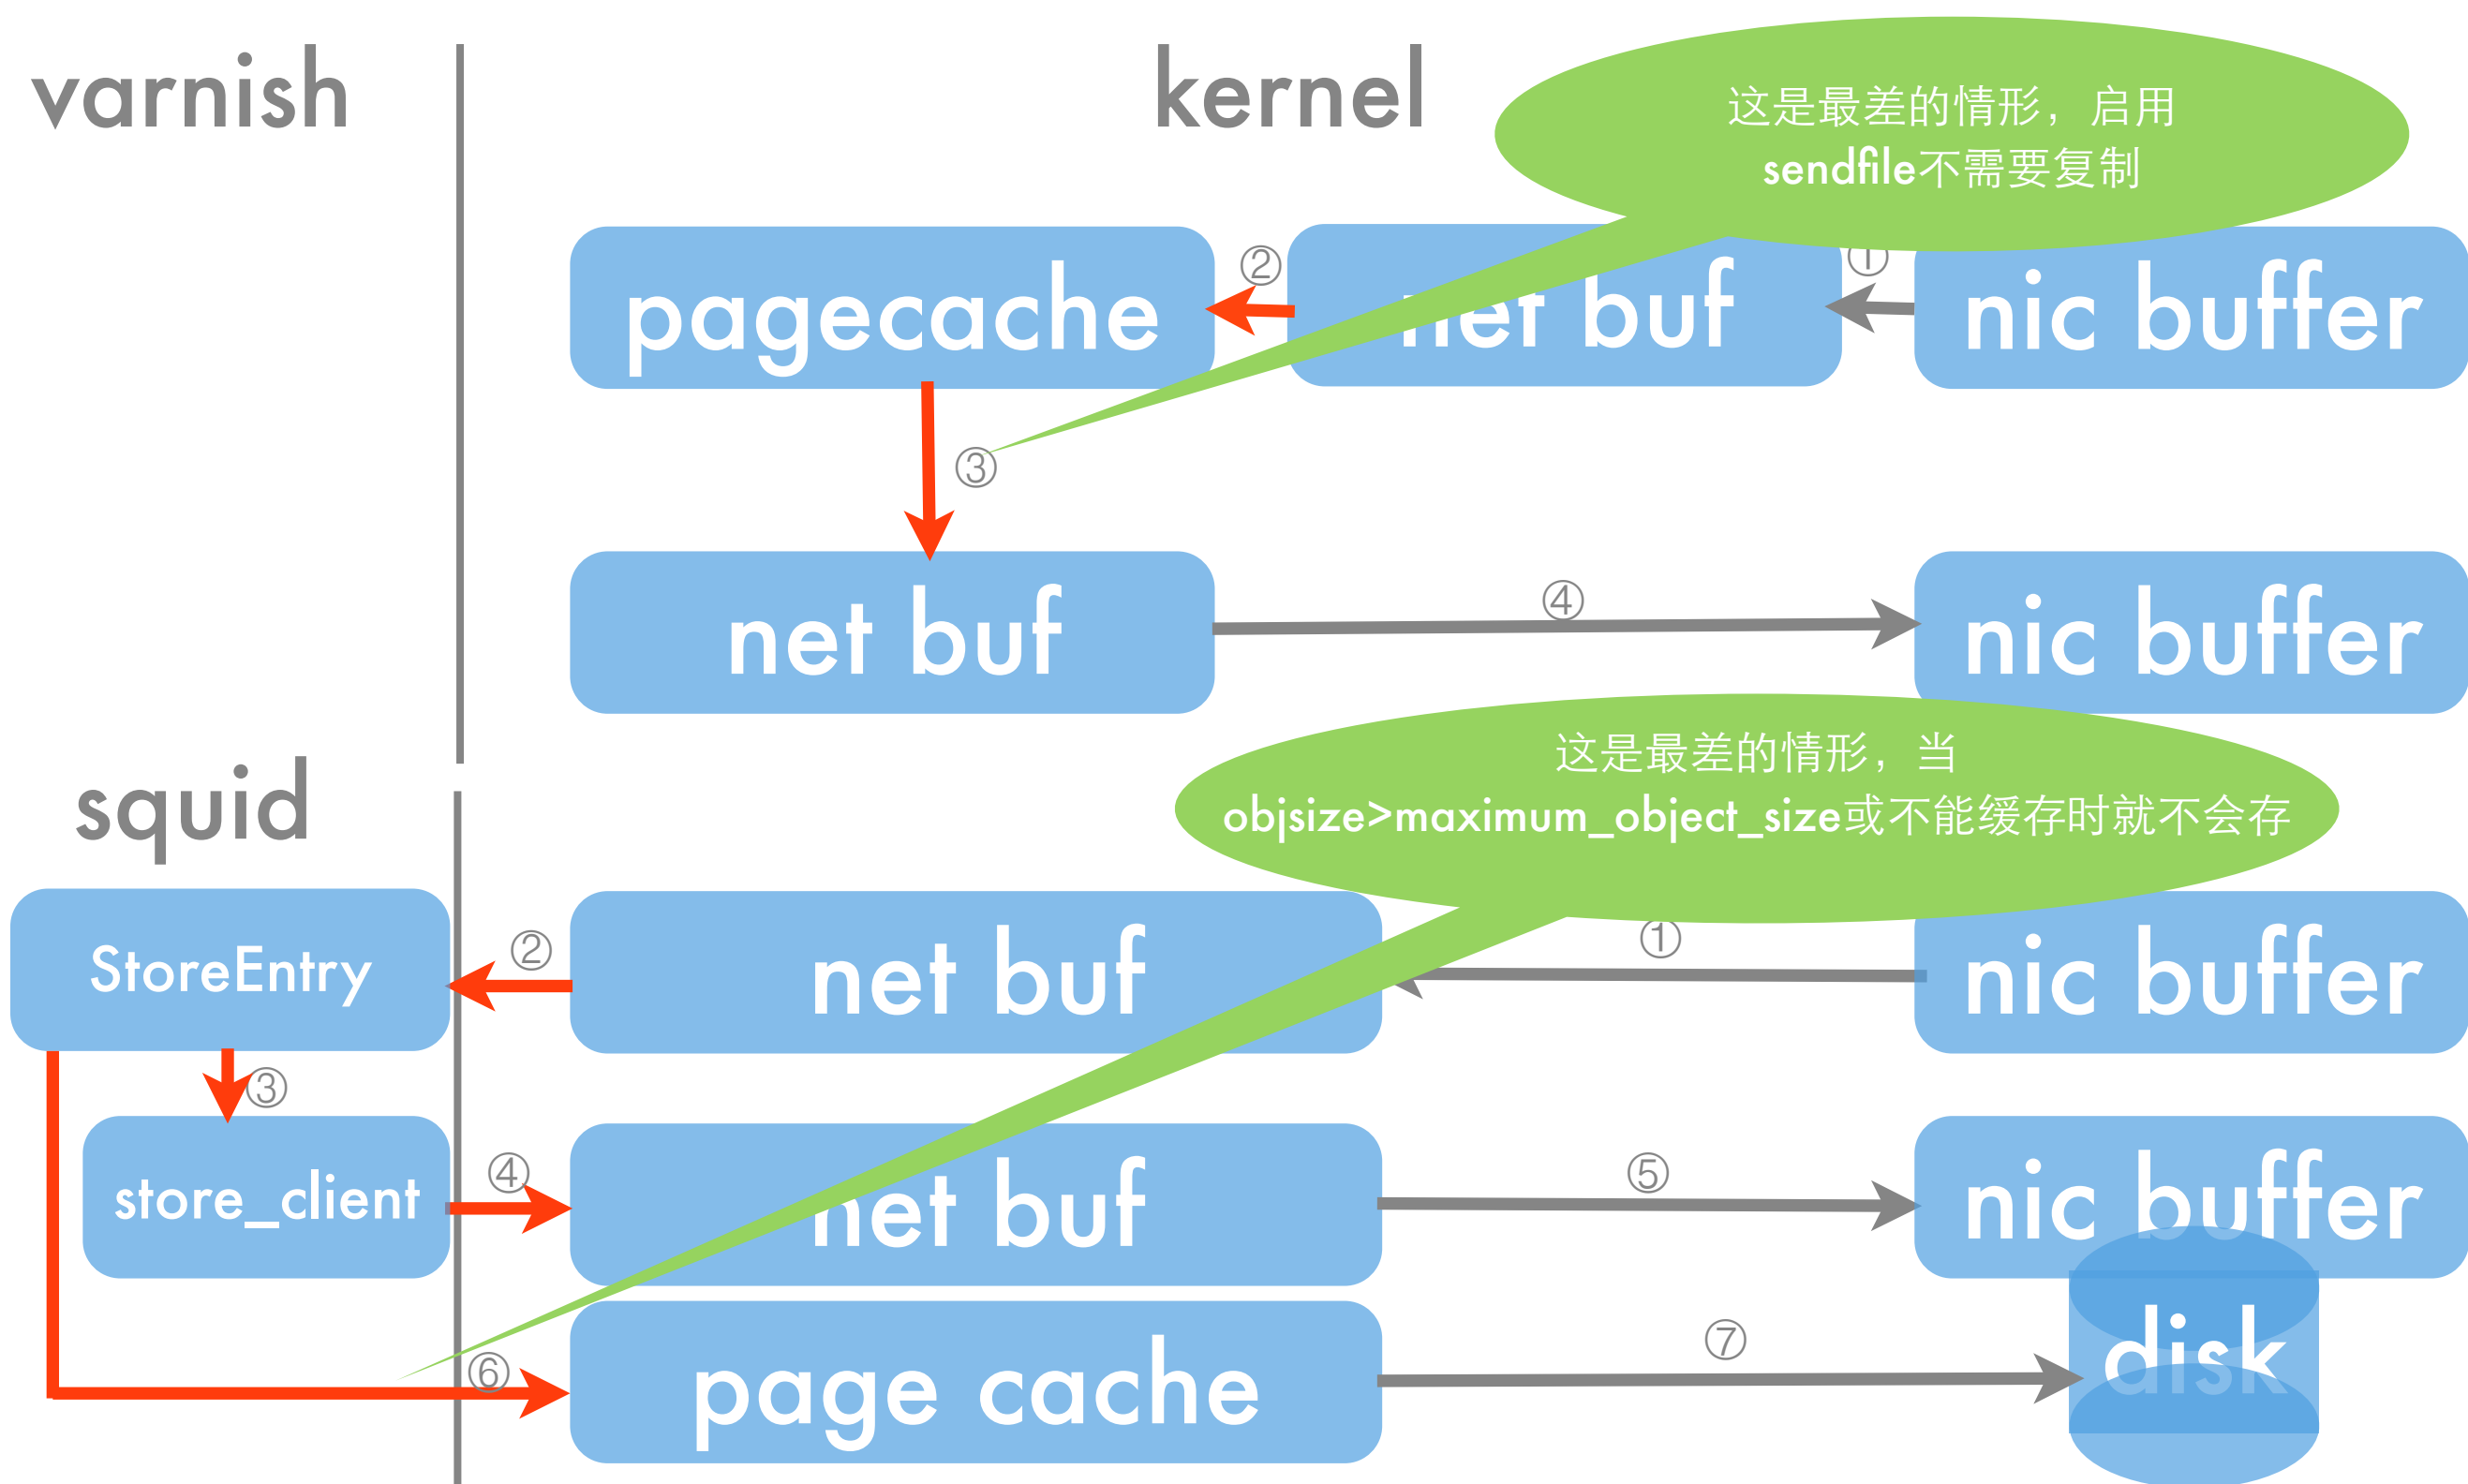 varnish
kernel
这是最差的情形，启用
sendfile不需要复制
pagecache
②
net buf
①
nic buffer
③
net buf
④
nic buffer
squid
这是最差的情形，当
objsize>maximum_object_size或不能缓存时就不会存
StoreEntry
②
net buf
①
nic buffer
③
store_client
④
net buf
⑤
nic buffer
⑥
page cache
⑦
disk